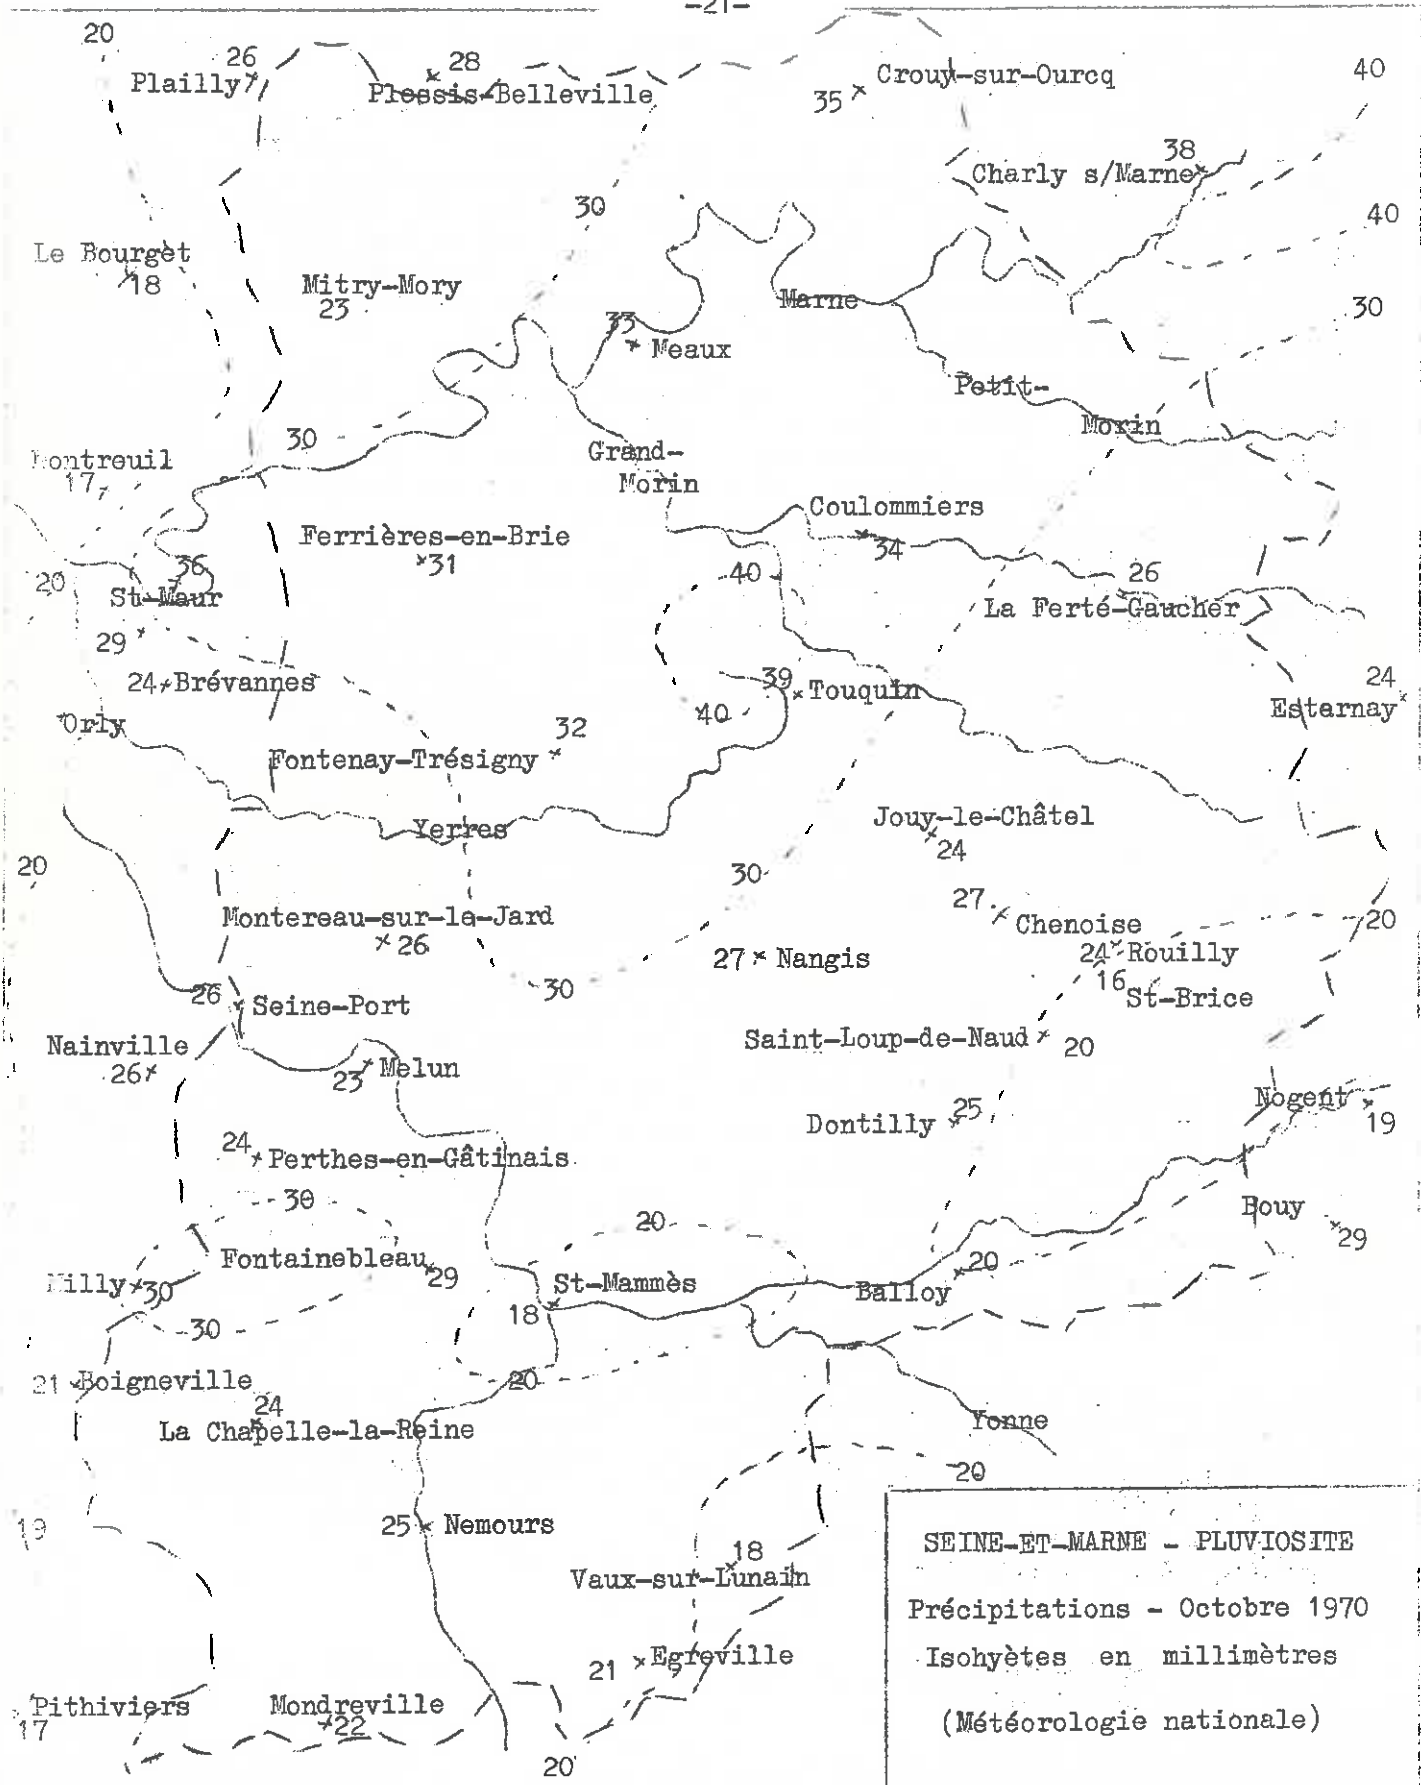 -21-
20
26
Plailly
28
Plessis-Belleville
Crouy-sur-Ourcq
35
40
38
Charly s/Marne
30
40
Le Bourget
18
Mitry-Mory
23
Marne
30
33
Meaux
Petit-
Morin
30
Grand-
Morin
Montreuil
17
Coulommiers
34
Ferrières-en-Brie
31
36
20
St-Maur
40
26
La Ferté-Gaucher
29
24 Brévannes
39
Touquin
24
Esternay
Orly
40
32
Fontenay-Trésigny
Yerres
Jouy-le-Châtel
24
20
30
27
Chenoise
20
Montereau-sur-le-Jard
26
27 Nangis
24 Rouilly
16
St-Brice
30
26
Seine-Port
Saint-Loup-de-Naud
20
Nainville
26
23
Melun
Dontilly
25
Nogent
19
24
Perthes-en-Gâtinais
30
20
Bouy
29
Fontainebleau
29
Milly
30
St-Mammès
18
Balloy
20
30
21 Boigneville
20
24
La Chapelle-la-Reine
Yonne
20
19
25 Nemours
18
Vaux-sur-Lunain
21 Egreville
Pithiviers
17
Mondreville
22
20
SEINE-ET-MARNE - PLUVIOSITE
Précipitations - Octobre 1970
Isohyètes en millimètres
(Météorologie nationale)